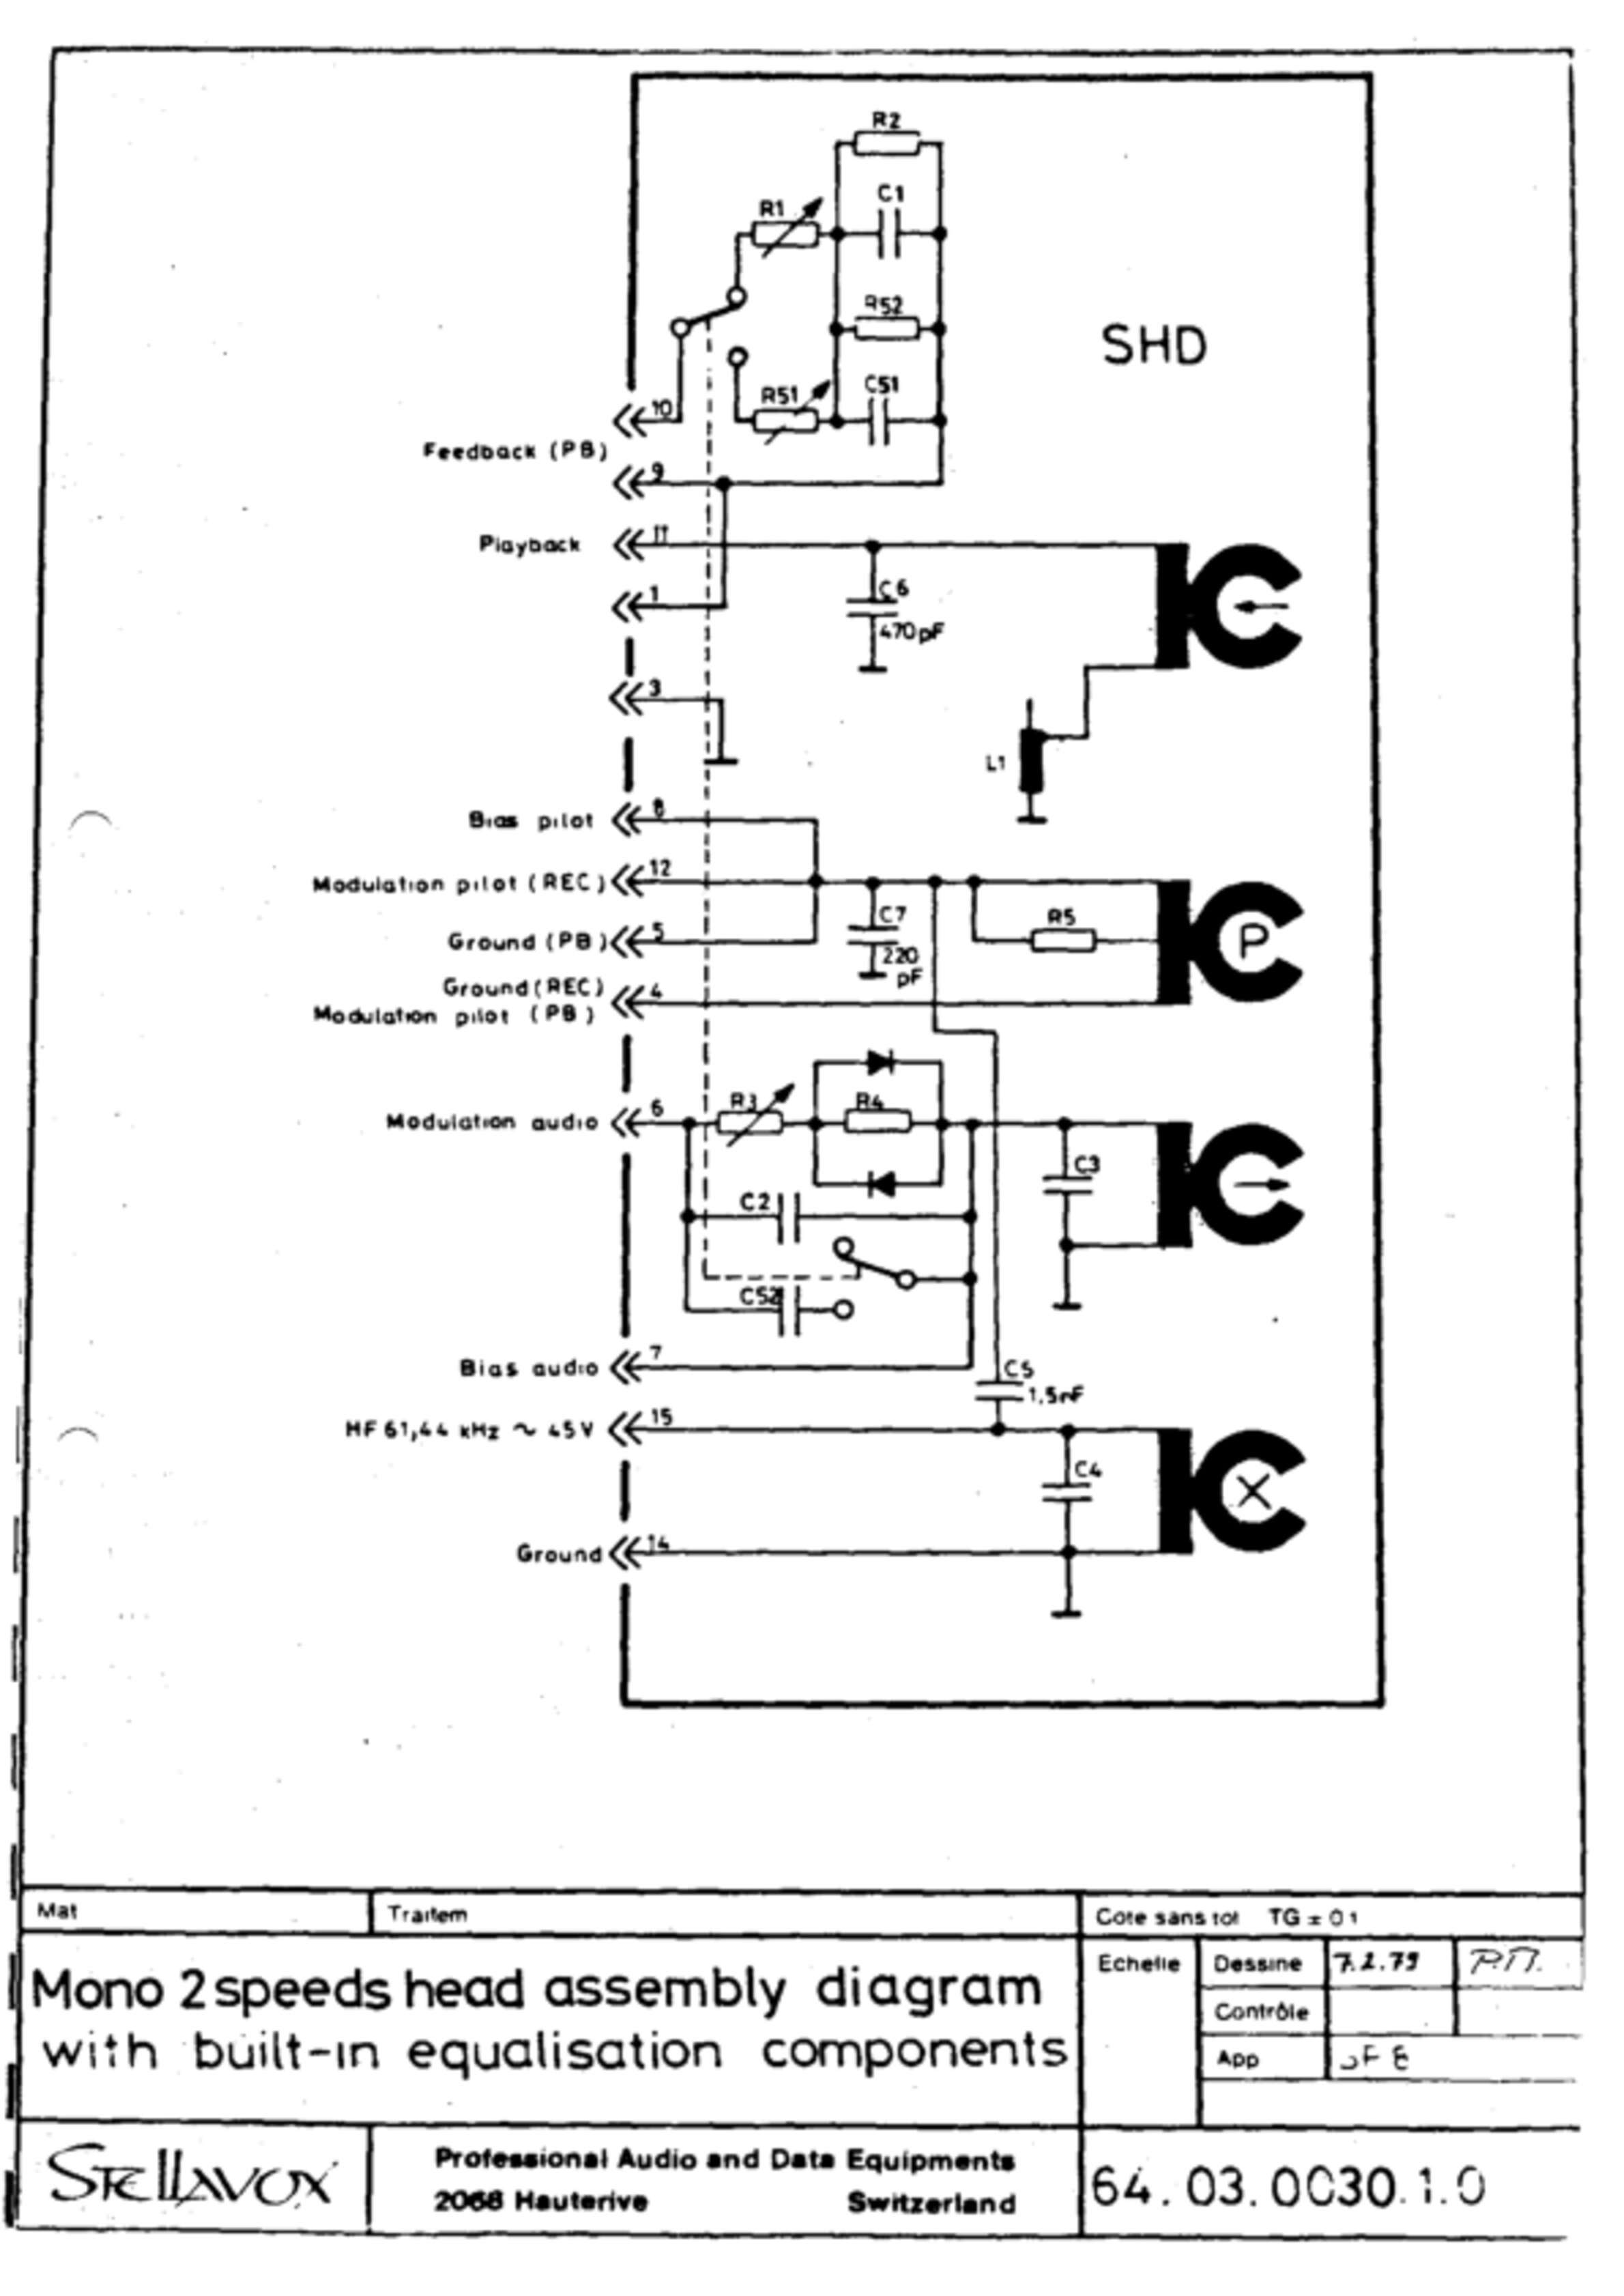 R2
C1
R1
R52
SHD
R51
C51
10
Feedback (PB)
9
Playback
11
C6
1
470pF
3
L1
Bias pilot
8
Modulation pilot (REC)
12
C7
R5
Ground (PB)
5
P
220
pF
Ground (REC)
4
Modulation pilot (PB)
R3
R4
Modulation audio
6
C3
C2
C52
7
Bias audio
C5
1,5nF
HF 61,44 kHz ~ 45V
15
C4
X
Ground
14
Mat
Traitem
Cote sans tol TG ± 0 1
Echelle
Dessine
7.2.79
Mono 2 speeds head assembly diagram
Contrôle
with built-in equalisation components
App
STELLAVOX
Professional Audio and Data Equipments
2068 Hauterive
Switzerland
64.03.0030.1.0